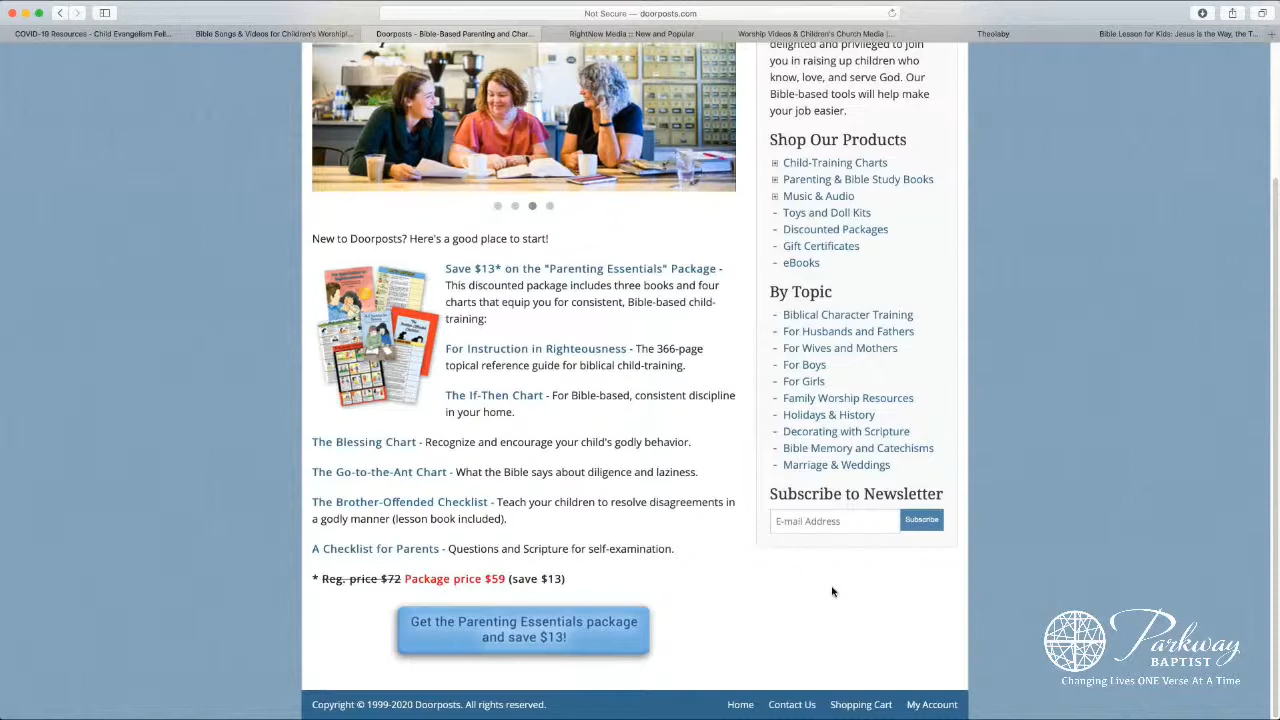 Not Secure — doorposts.com
COVID-19 Resources - Child Evangelism Fell...
Bible Songs & Videos for Children's Worship!...
Doorposts - Bible-Based Parenting and Char...
RightNow Media :: New and Popular
Worship Videos & Children's Church Media |...
Theolaby
Bible Lesson for Kids: Jesus is the Way, the T...
New to Doorposts? Here's a good place to start!
Save $13* on the "Parenting Essentials" Package -
This discounted package includes three books and four
charts that equip you for consistent, Bible-based child-
training:
For Instruction in Righteousness - The 366-page
topical reference guide for biblical child-training.
The If-Then Chart - For Bible-based, consistent discipline
in your home.
The Blessing Chart - Recognize and encourage your child's godly behavior.
The Go-to-the-Ant Chart - What the Bible says about diligence and laziness.
The Brother-Offended Checklist - Teach your children to resolve disagreements in
a godly manner (lesson book included).
A Checklist for Parents - Questions and Scripture for self-examination.
* Reg. price $72 Package price $59 (save $13)
Get the Parenting Essentials package
and save $13!
delighted and privileged to join
you in raising up children who
know, love, and serve God. Our
Bible-based tools will help make
your job easier.
Shop Our Products
Child-Training Charts
Parenting & Bible Study Books
Music & Audio
- Toys and Doll Kits
- Discounted Packages
- Gift Certificates
- eBooks
By Topic
- Biblical Character Training
- For Husbands and Fathers
- For Wives and Mothers
- For Boys
- For Girls
- Family Worship Resources
- Holidays & History
- Decorating with Scripture
- Bible Memory and Catechisms
- Marriage & Weddings
Subscribe to Newsletter
E-mail Address
Subscribe
Parkway
BAPTIST
Changing Lives ONE Verse At A Time
Copyright © 1999-2020 Doorposts. All rights reserved.
Home Contact Us Shopping Cart My Account